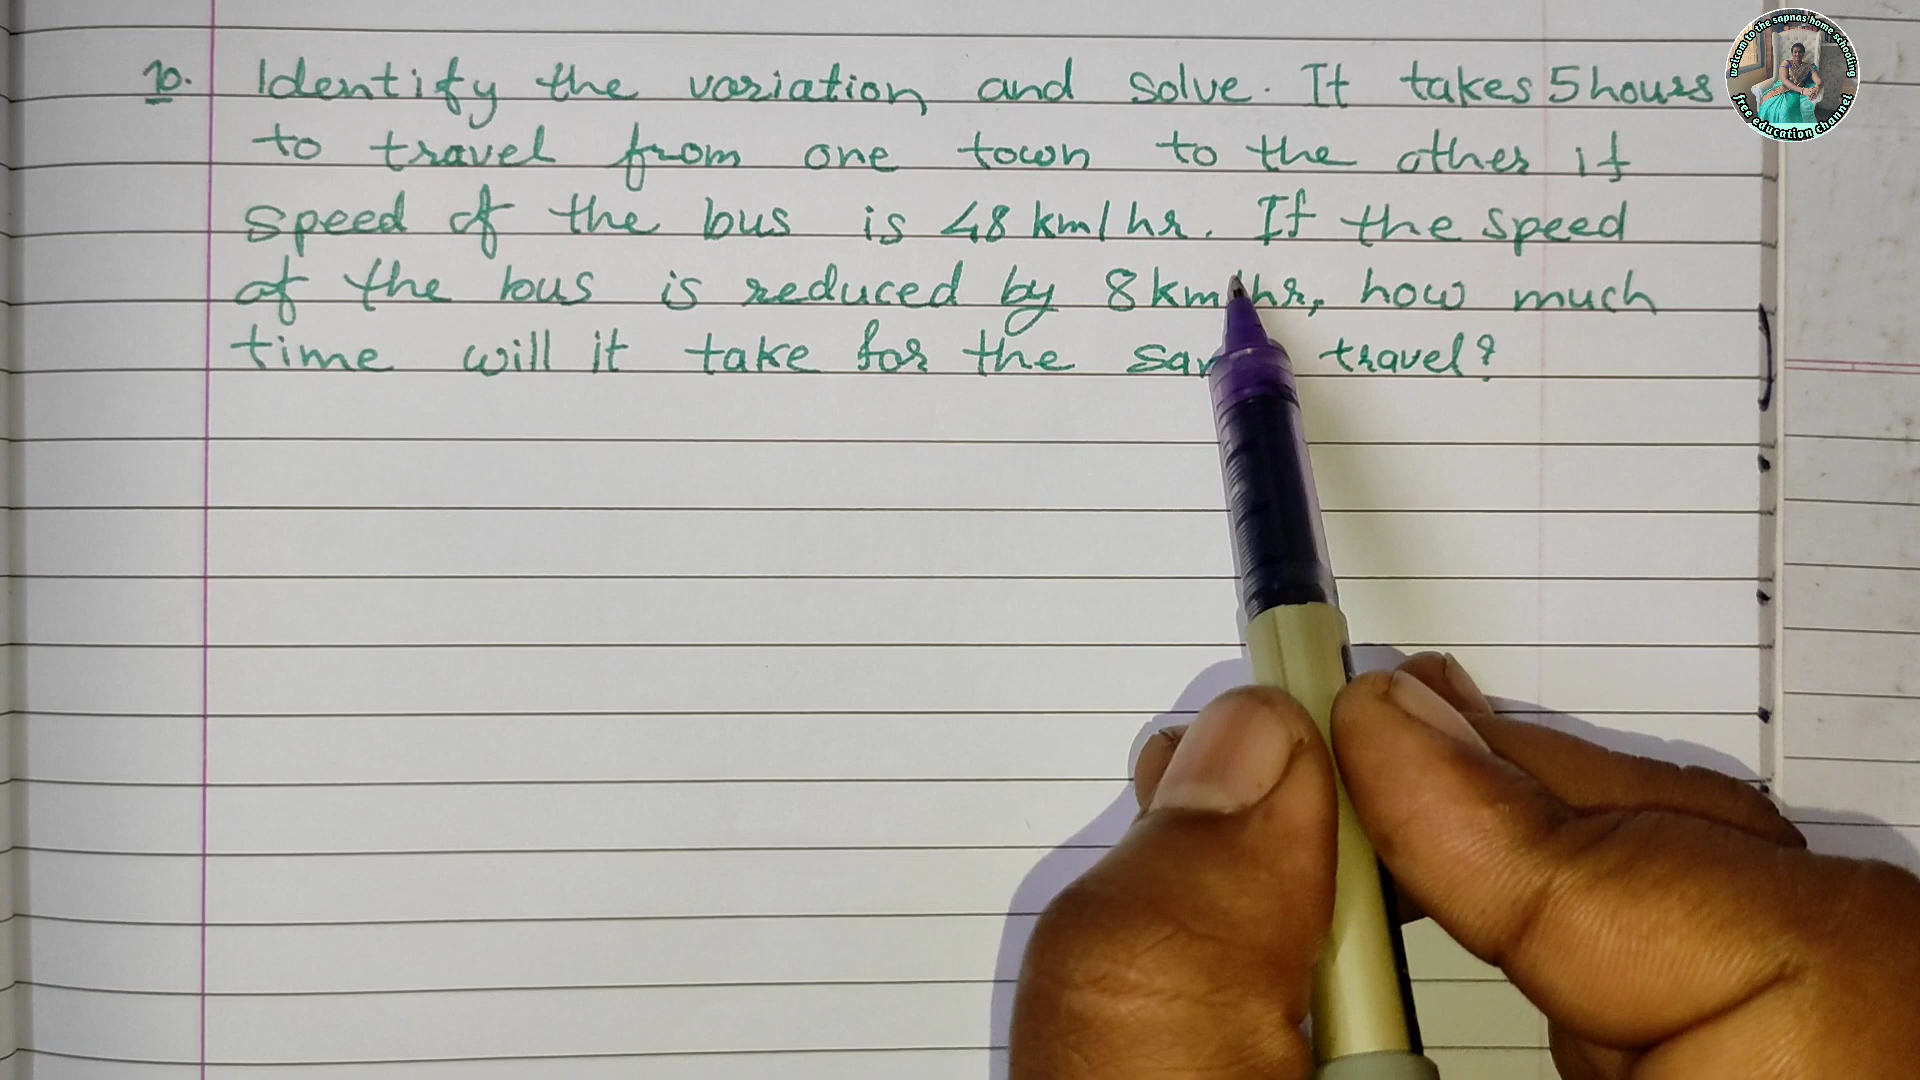 10. Identify the variation and solve. It takes 5 hours
to travel from one town to the other if
speed of the bus is 48 km/hr. If the speed
of the bus is reduced by 8 km/hr, how much
time will it take for the travel?
welcom to the sapnas home schooling
free education channel